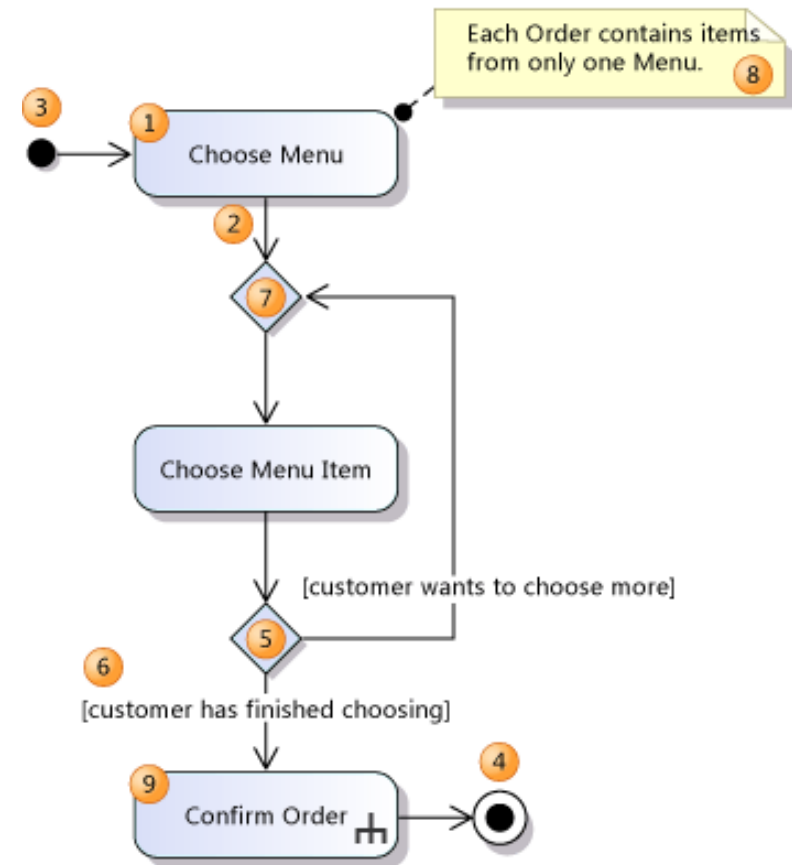 Each Order contains items
from only one Menu.
8
3
1
Choose Menu
2
7
Choose Menu Item
[customer wants to choose more]
5
6
[customer has finished choosing]
4
9
Confirm Order